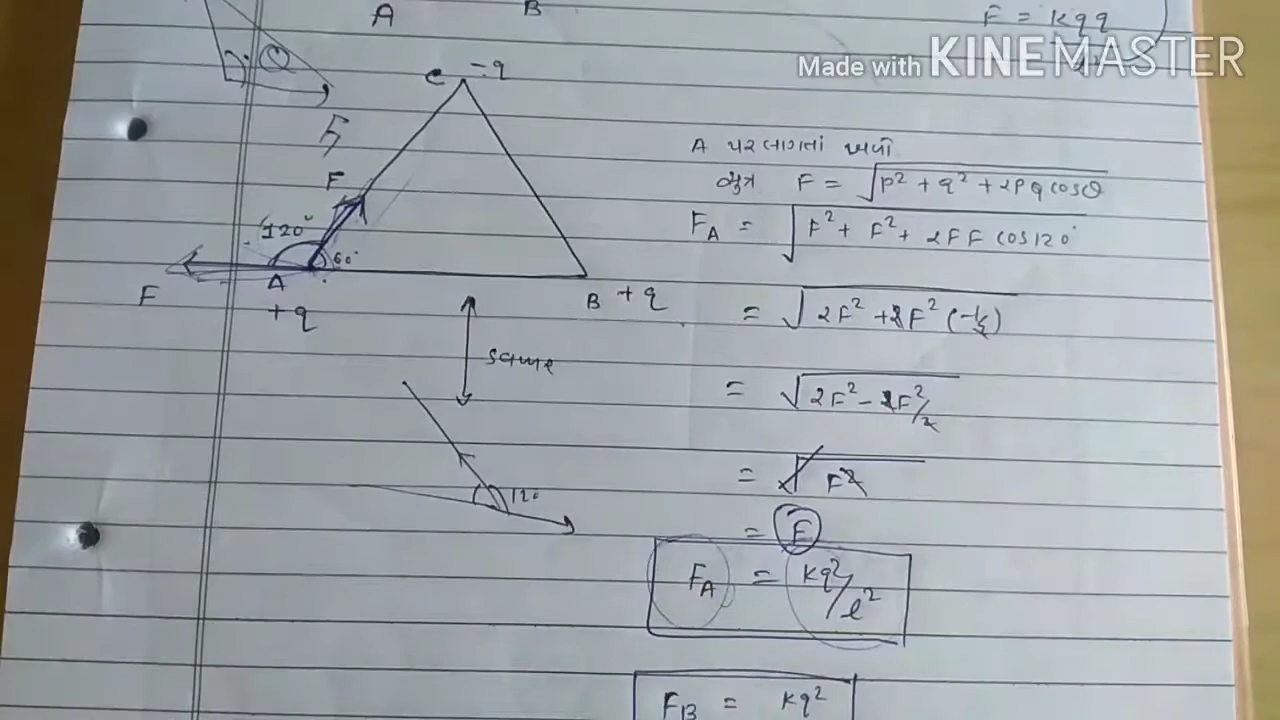 A B
F = kqq
Made with KINEMASTER
θ
F
C -q
F
120°
60°
F
A
+q
B +q
120
A પર લાગતાં બળો
સૂત્ર F = √P² + q² + 2Pq cosθ
F_A = √F² + F² + 2FF cos120°
= √2F² + 2F² (-½)
= √2F² - 2F²/2
= √F²
= F
F_A = kq²/l²
F_B = kq²